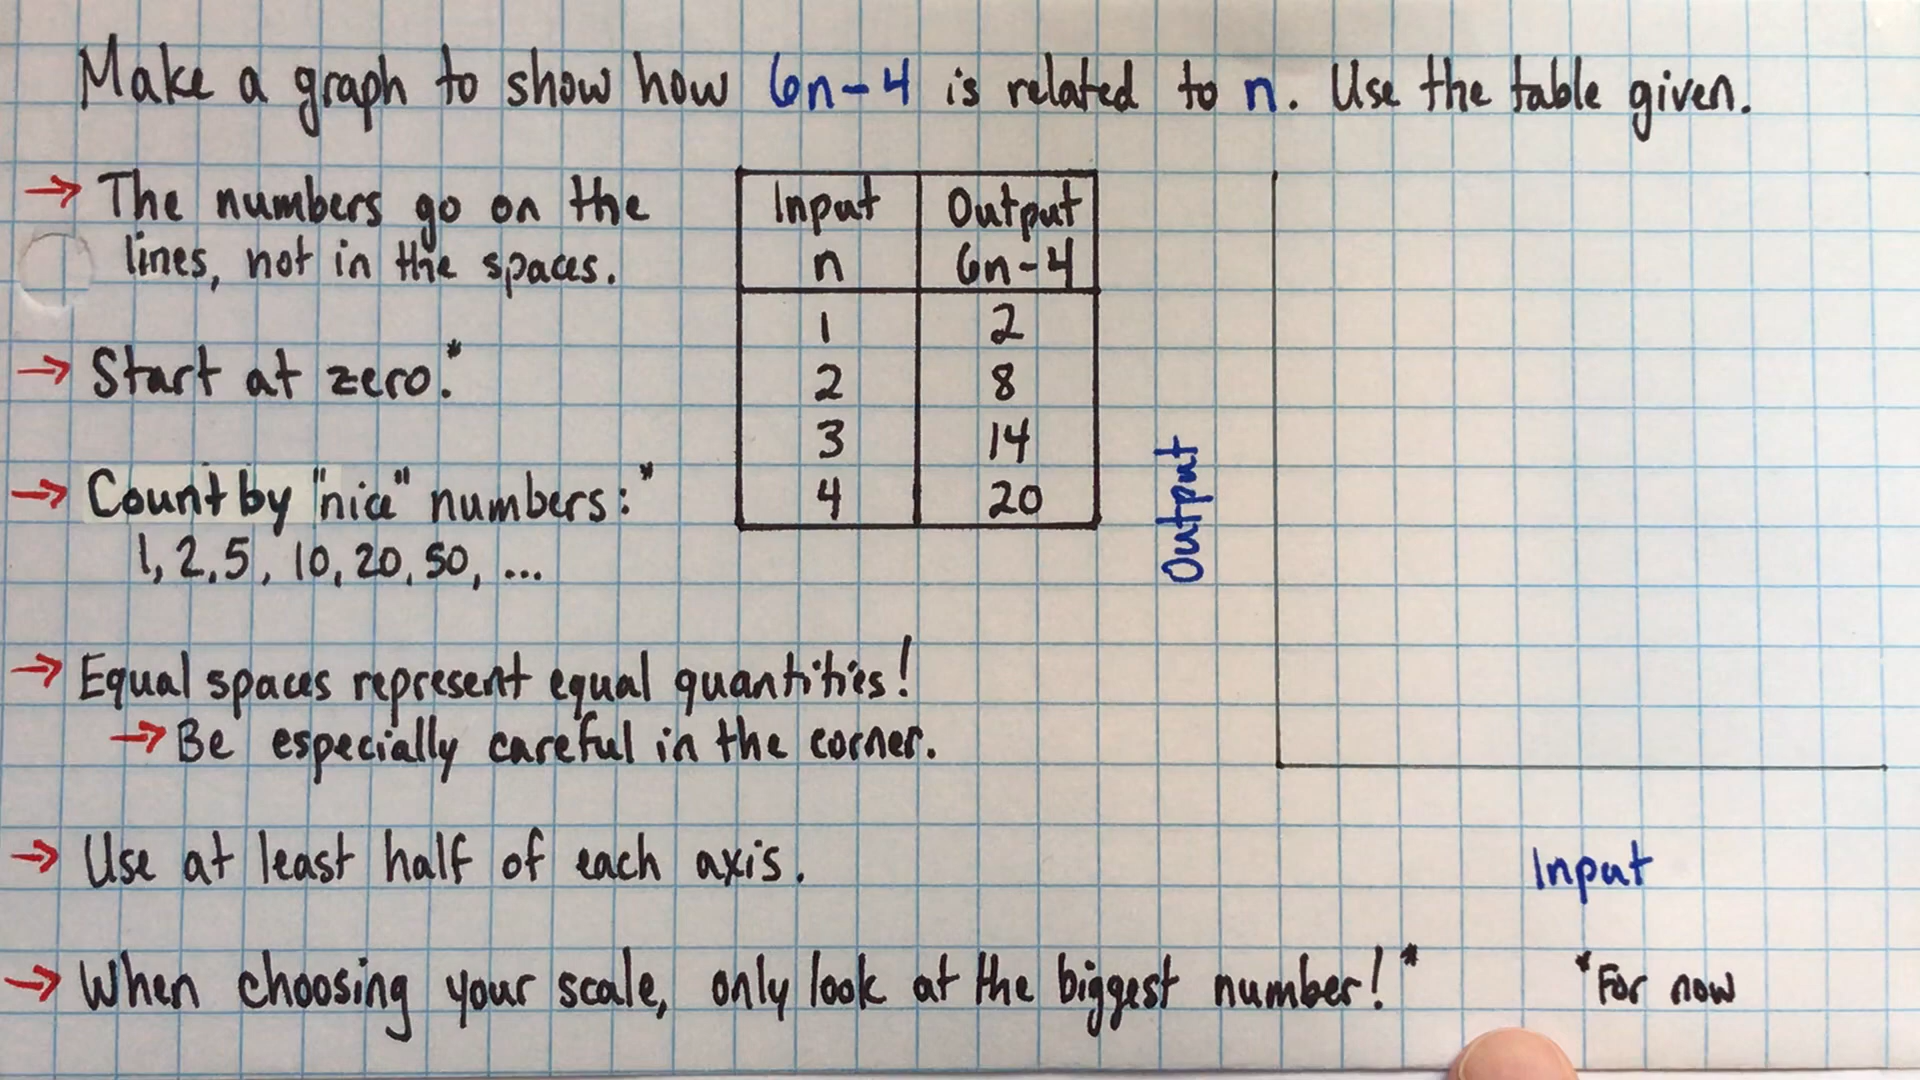 Make a graph to show how 6n-4 is related to n. Use the table given.
→ The numbers go on the
lines, not in the spaces.
→ Start at zero.*
→ Count by "nice" numbers:*
1, 2, 5, 10, 20, 50, ...
→ Equal spaces represent equal quantities!
→ Be especially careful in the corner.
→ Use at least half of each axis.
→ When choosing your scale, only look at the biggest number!*
Input Output
n 6n-4
1 2
2 8
3 14
4 20
Output
Input
*For now